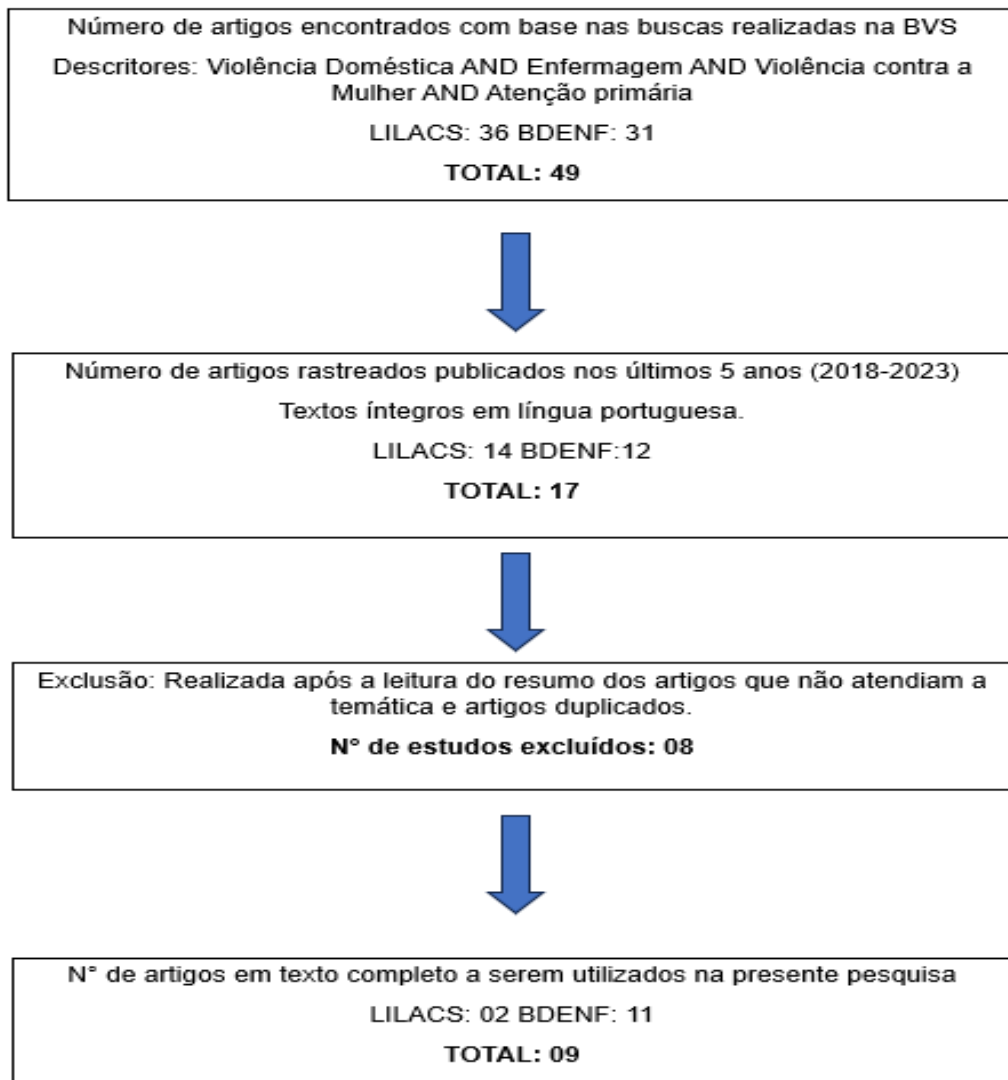 Número de artigos encontrados com base nas buscas realizadas na BVS
Descritores: Violência Doméstica AND Enfermagem AND Violência contra a
Mulher AND Atenção primária
LILACS: 36 BDENF: 31
TOTAL: 49
Número de artigos rastreados publicados nos últimos 5 anos (2018-2023)
Textos íntegros em língua portuguesa.
LILACS: 14 BDENF:12
TOTAL: 17
Exclusão: Realizada após a leitura do resumo dos artigos que não atendiam a
temática e artigos duplicados.
N° de estudos excluídos: 08
N° de artigos em texto completo a serem utilizados na presente pesquisa
LILACS: 02 BDENF: 11
TOTAL: 09